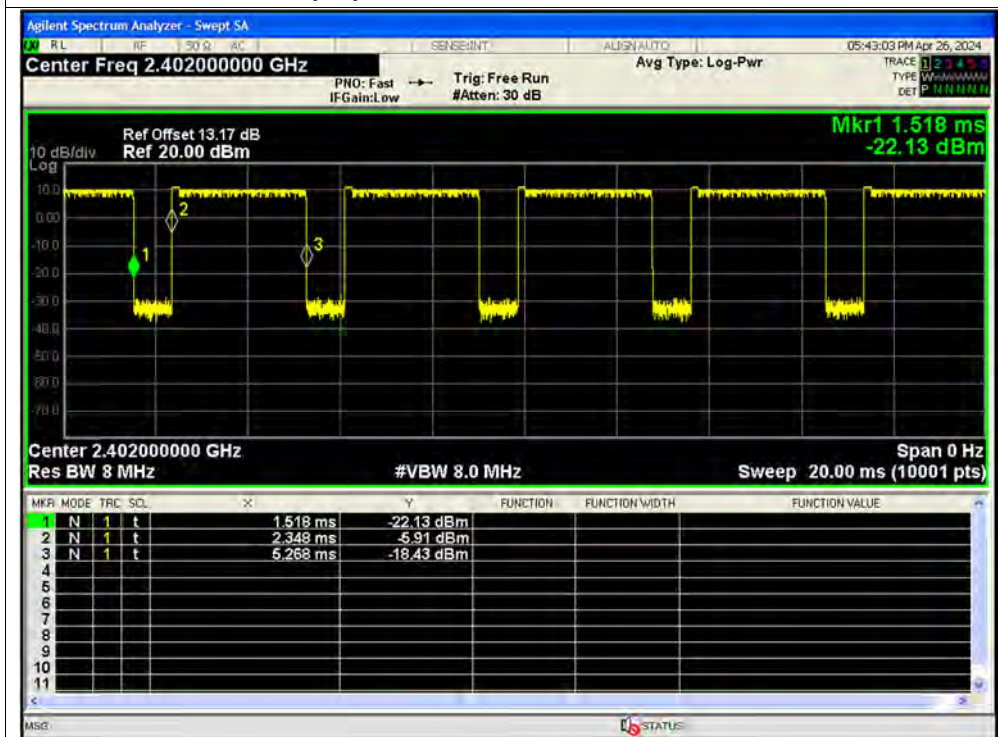 Agilent Spectrum Analyzer - Swept SA
RL RF 50 Ω AC SENSE:INT ALIGN AUTO 05:43:03 PM Apr 26, 2024
Center Freq 2.402000000 GHz Avg Type: Log-Pwr TRACE 1 2 3 4 5 6
PNO: Fast Trig: Free Run TYPE
IFGain:Low #Atten: 30 dB DET P N N N N N
Mkr1 1.518 ms
Ref Offset 13.17 dB
10 dB/div Ref 20.00 dBm -22.13 dBm
Log
10.0
0.00
-10.0
-20.0
-30.0
-40.0
-50.0
-60.0
-70.0
1
2
3
Center 2.402000000 GHz Span 0 Hz
Res BW 8 MHz #VBW 8.0 MHz Sweep 20.00 ms (10001 pts)
MKR MODE TRC SCL X Y FUNCTION FUNCTION WIDTH FUNCTION VALUE
1 N 1 t 1.518 ms -22.13 dBm
2 N 1 t 2.348 ms -5.91 dBm
3 N 1 t 5.268 ms -18.43 dBm
4
5
6
7
8
9
10
11
MSG STATUS